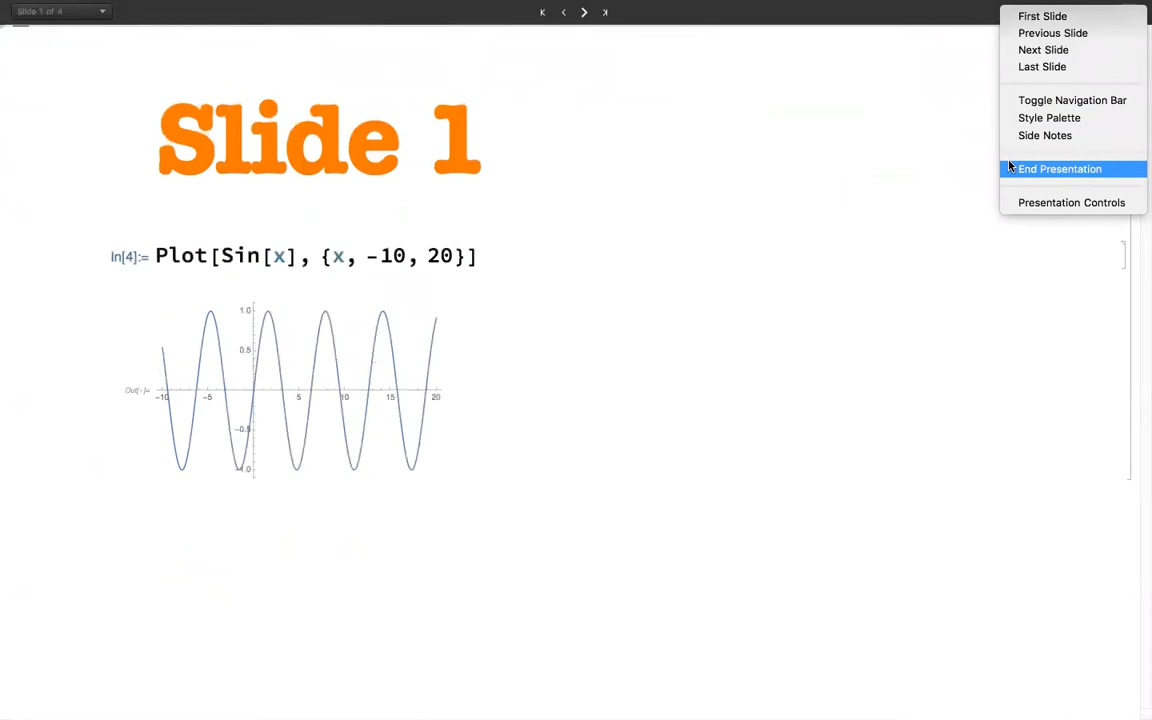 Slide 1 of 4
First Slide
Previous Slide
Next Slide
Last Slide
Toggle Navigation Bar
Style Palette
Side Notes
End Presentation
Presentation Controls
Slide 1
In[4]:= Plot[Sin[x], {x, -10, 20}]
Out[•]=
1.0
0.5
-10 -5 5 10 15 20
-0.5
-1.0